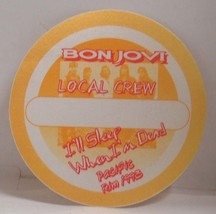 BON JOVI
LOCAL CREW
I'll Sleep
When I'm Dead
Pacific
Rim 1993